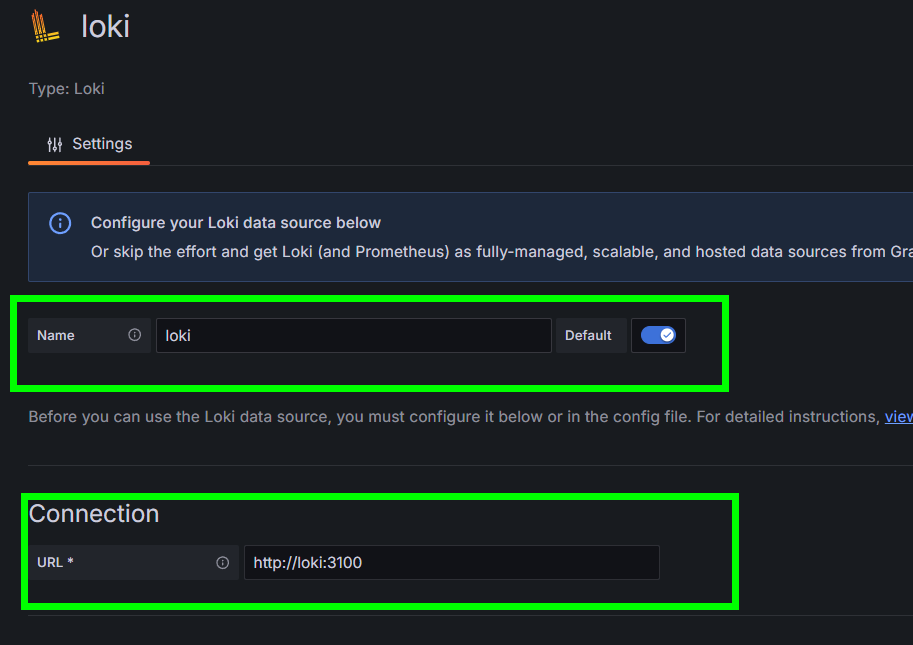 loki
Type: Loki
Settings
Configure your Loki data source below
Or skip the effort and get Loki (and Prometheus) as fully-managed, scalable, and hosted data sources from Gra
Name loki Default
Before you can use the Loki data source, you must configure it below or in the config file. For detailed instructions, view
Connection
URL * http://loki:3100